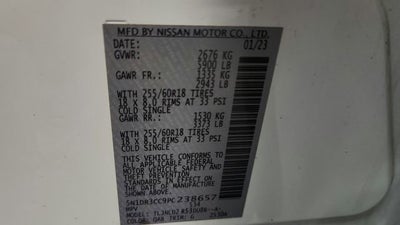 MFD BY NISSAN MOTOR CO., LTD.
DATE: 01/23
GVWR: 2676 KG
5900 LB
GAWR FR.: 1335 KG
2943 LB
WITH 255/60R18 TIRES
18 X 8.0 RIMS AT 33 PSI
COLD SINGLE
GAWR RR.: 1530 KG
3373 LB
WITH 255/60R18 TIRES
18 X 8.0 RIMS AT 33 PSI
COLD SINGLE
THIS VEHICLE CONFORMS TO ALL
APPLICABLE FEDERAL
MOTOR VEHICLE SAFETY AND
THEFT PREVENTION
STANDARDS IN EFFECT ON
THE DATE OF MANUFACTURE
SHOWN ABOVE.
5N1DR3CC9PC238657
MPV
MODEL:
COLOR: QAK TRIM: G